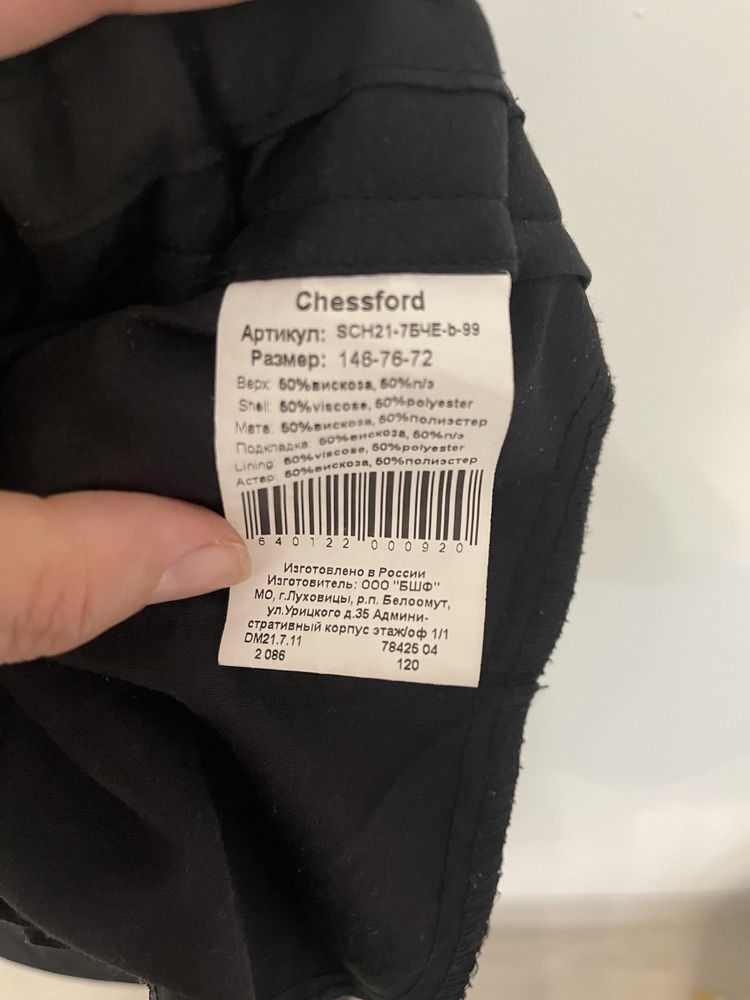 Chessford
Артикул: SCH21-7БЧЕ-b-99
Размер: 146-76-72
Верх: 50%вискоза, 50%п/э
Shell: 50%viscose, 50%polyester
Мата: 50%вискоза, 50%полиэстер
Подкладка: 50%вискоза, 50%п/э
Lining: 50%viscose, 50%polyester
Астар: 50%вискоза, 50%полиэстер
640122 000920
Изготовлено в России
Изготовитель: ООО "БШФ"
МО, г.Луховицы, р.п. Белоомут,
ул.Урицкого д.35 Админи-
стративный корпус этаж/оф 1/1
DM21.7.11 78425 04
2 086 120